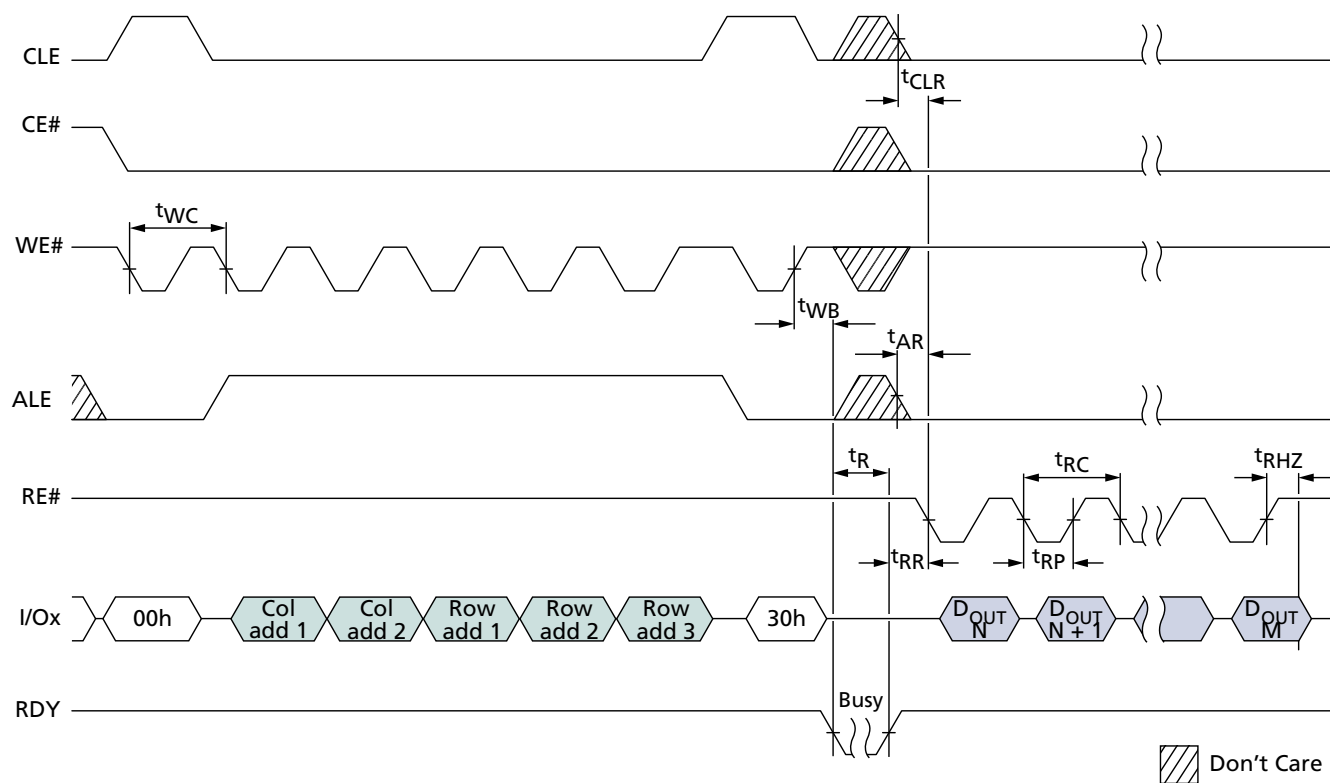 CLE
tCLR
CE#
tWC
WE#
tWB
tAR
ALE
tR
tRC
tRHZ
RE#
tRR
tRP
I/Ox
00h
Col
add 1
Col
add 2
Row
add 1
Row
add 2
Row
add 3
30h
DOUT
N
DOUT
N + 1
DOUT
M
RDY
Busy
Don't Care